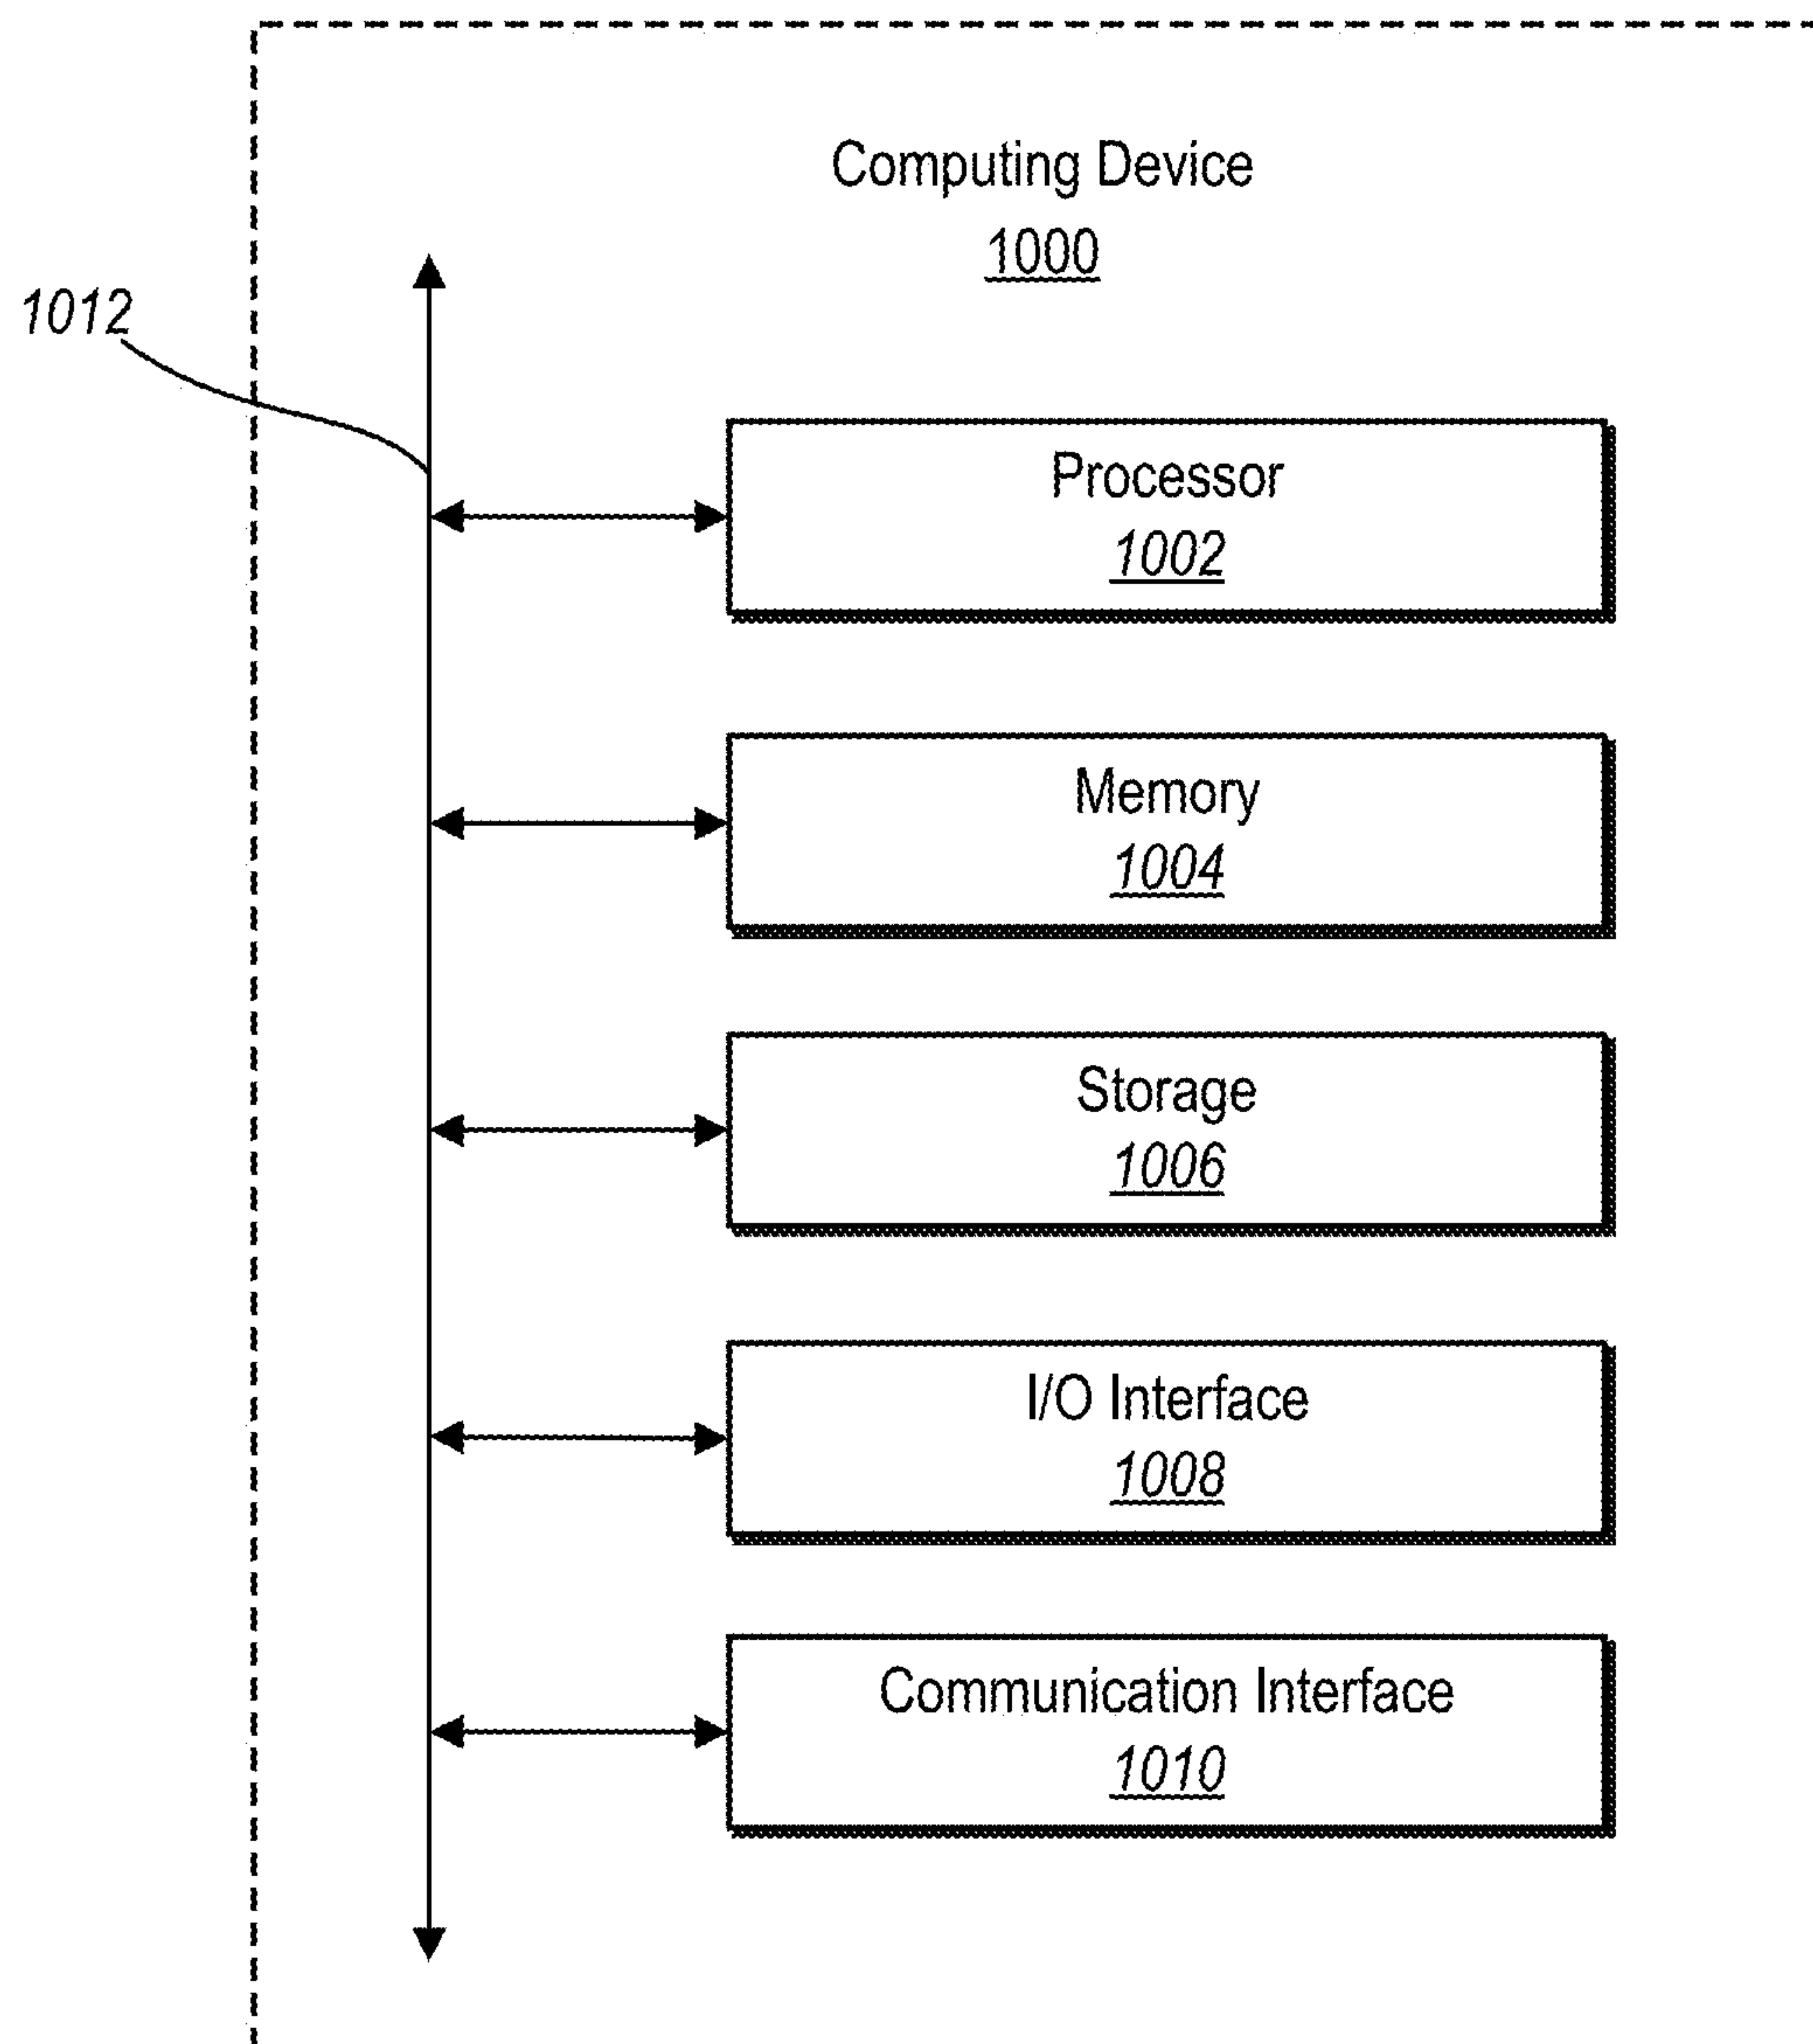 Computing Device
1000
1012
Processor
1002
Memory
1004
Storage
1006
I/O Interface
1008
Communication Interface
1010